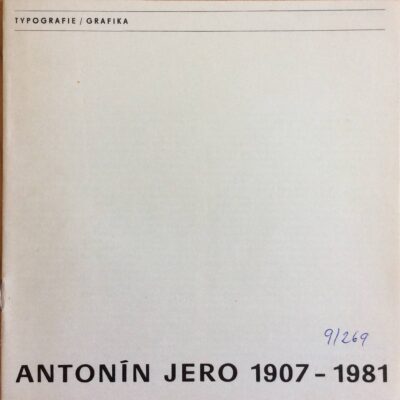 TYPOGRAFIE / GRAFIKA
9/269
ANTONÍN JERO 1907 – 1981